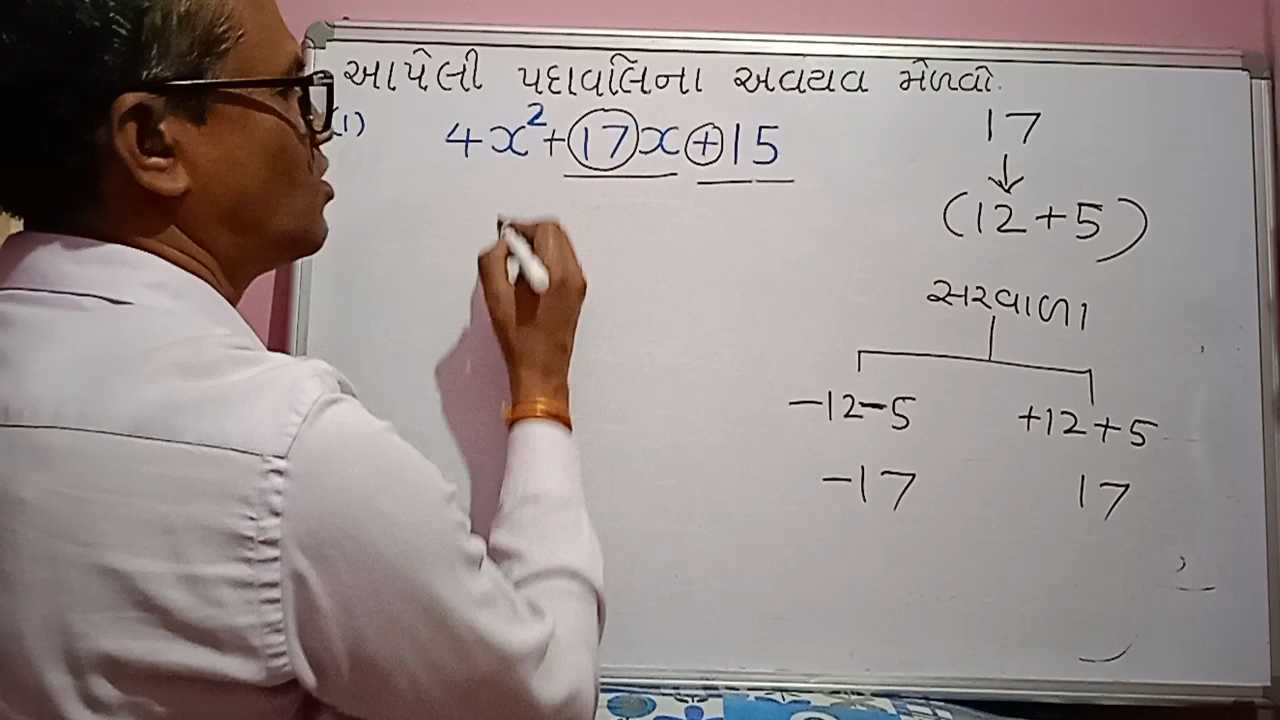 આપેલી પદાવલિના અવયવ મેળવો.
(1) 4x²+17x+15
17
↓
(12+5)
સરવાળા
-12-5 +12+5
-17 17